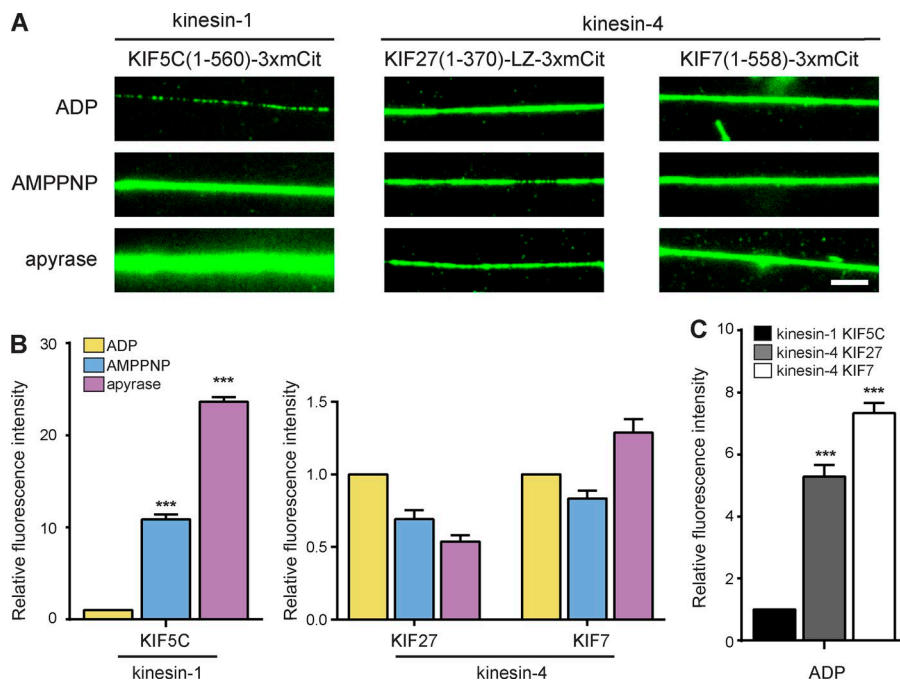 A
kinesin-1
kinesin-4
KIF5C(1-560)-3xmCit
KIF27(1-370)-LZ-3xmCit
KIF7(1-558)-3xmCit
ADP
AMPPNP
apyrase
B
Relative fluorescence intensity
30
20
10
0
ADP
AMPPNP
apyrase
***
***
KIF5C
kinesin-1
Relative fluorescence intensity
1.5
1.0
0.5
0.0
KIF27
KIF7
kinesin-4
C
Relative fluorescence intensity
10
8
6
4
2
0
kinesin-1 KIF5C
kinesin-4 KIF27
kinesin-4 KIF7
***
***
ADP